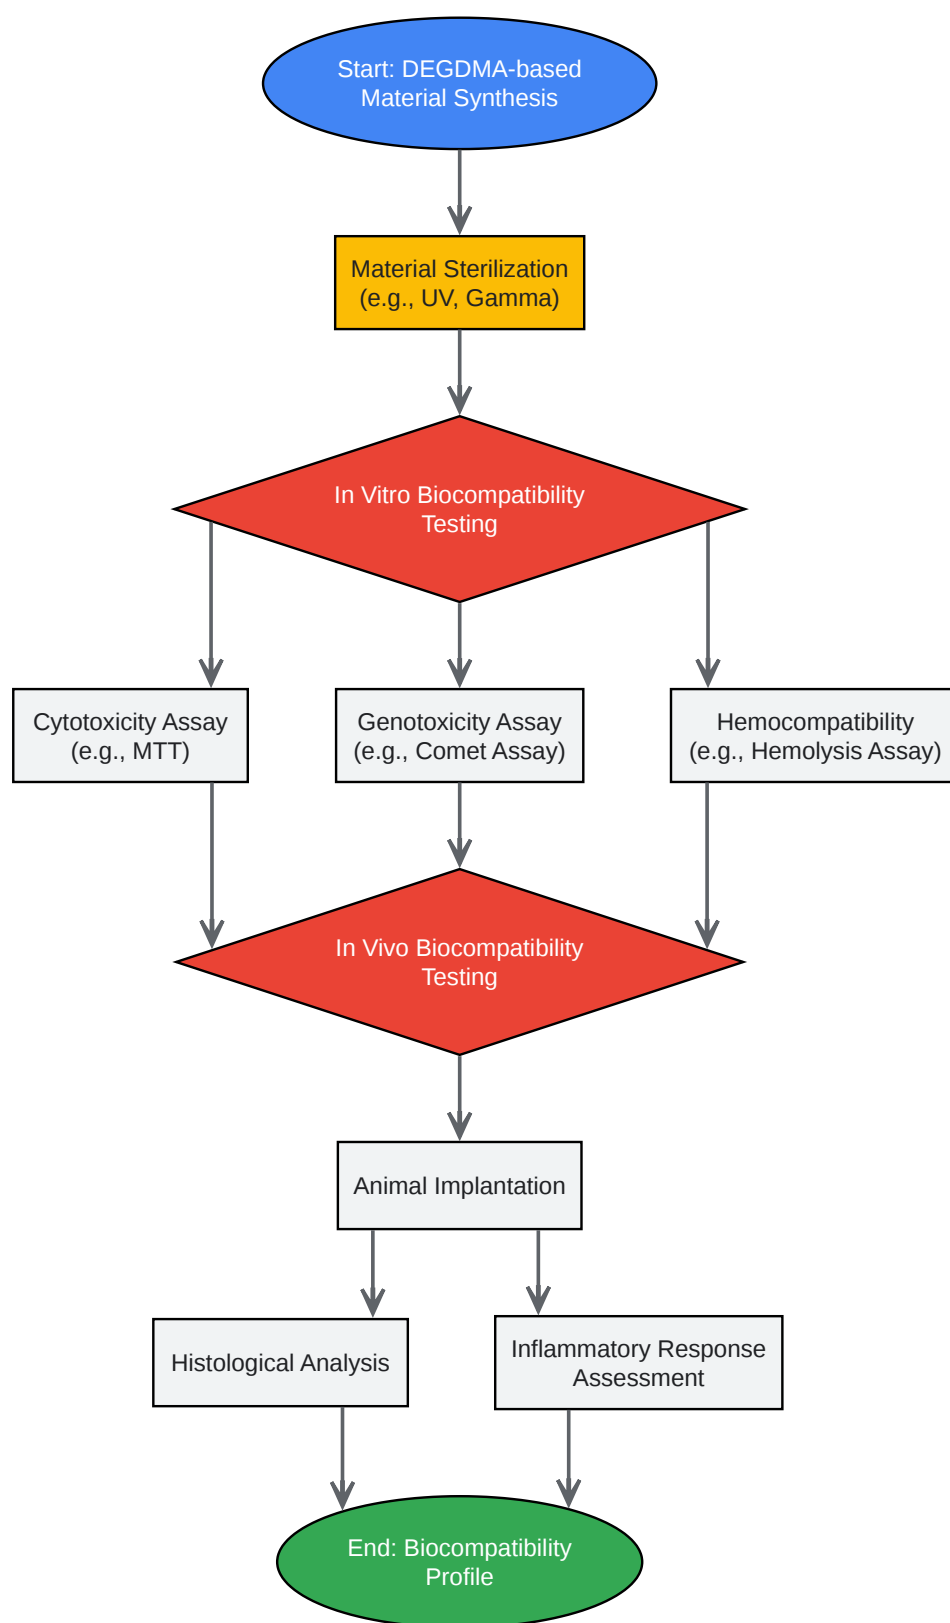 Start: DEGDMA-based
Material Synthesis
Material Sterilization
(e.g., UV, Gamma)
In Vitro Biocompatibility
Testing
Cytotoxicity Assay
(e.g., MTT)
Genotoxicity Assay
(e.g., Comet Assay)
Hemocompatibility
(e.g., Hemolysis Assay)
In Vivo Biocompatibility
Testing
Animal Implantation
Histological Analysis
Inflammatory Response
Assessment
End: Biocompatibility
Profile